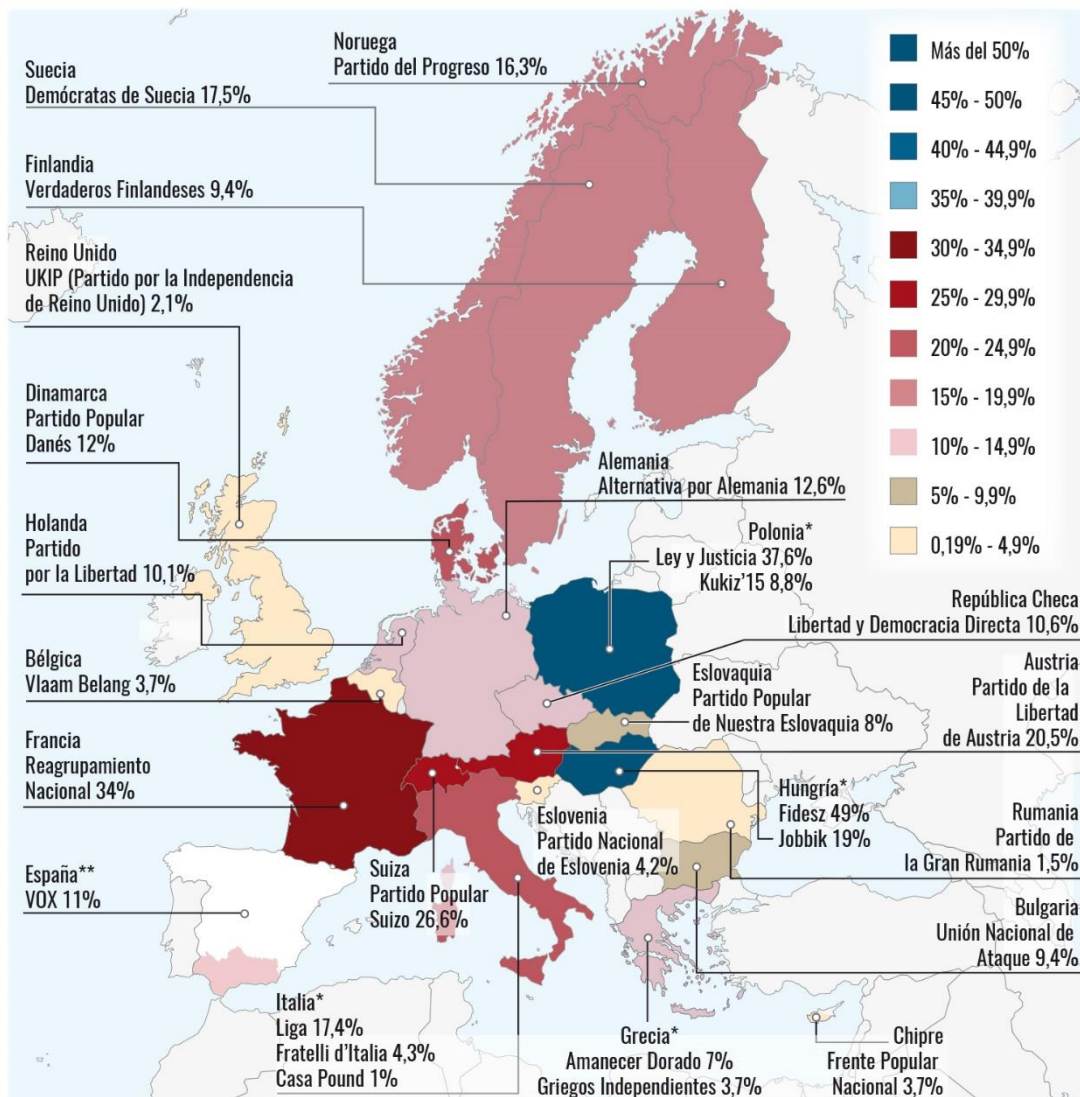 Noruega
Partido del Progreso 16,3%
Suecia
Demócratas de Suecia 17,5%
Finlandia
Verdaderos Finlandeses 9,4%
Reino Unido
UKIP (Partido por la Independencia
de Reino Unido) 2,1%
Dinamarca
Partido Popular
Danés 12%
Holanda
Partido
por la Libertad 10,1%
Bélgica
Vlaam Belang 3,7%
Francia
Reagrupamiento
Nacional 34%
España**
VOX 11%
Más del 50%
45% - 50%
40% - 44,9%
35% - 39,9%
30% - 34,9%
25% - 29,9%
20% - 24,9%
15% - 19,9%
10% - 14,9%
5% - 9,9%
0,19% - 4,9%
Alemania
Alternativa por Alemania 12,6%
Polonia*
Ley y Justicia 37,6%
Kukiz’15 8,8%
República Checa
Libertad y Democracia Directa 10,6%
Eslovaquia
Partido Popular
de Nuestra Eslovaquia 8%
Austria
Partido de la
Libertad
de Austria 20,5%
Hungría*
Fidesz 49%
Jobbik 19%
Rumania
Partido de
la Gran Rumania 1,5%
Eslovenia
Partido Nacional
de Eslovenia 4,2%
Suiza
Partido Popular
Suizo 26,6%
Bulgaria
Unión Nacional de
Ataque 9,4%
Italia*
Liga 17,4%
Fratelli d’Italia 4,3%
Casa Pound 1%
Grecia*
Amanecer Dorado 7%
Griegos Independientes 3,7%
Chipre
Frente Popular
Nacional 3,7%